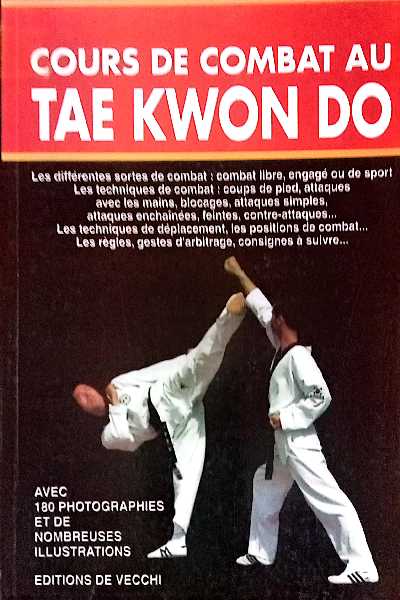 COURS DE COMBAT AU
TAE KWON DO
Les différentes sortes de combat : combat libre, engagé ou de sport
Les techniques de combat : coups de pied, attaques
avec les mains, blocages, attaques simples,
attaques enchaînées, feintes, contre-attaques...
Les techniques de déplacement, les positions de combat...
Les règles, gestes d'arbitrage, consignes à suivre...
AVEC
180 PHOTOGRAPHIES
ET DE
NOMBREUSES
ILLUSTRATIONS
EDITIONS DE VECCHI